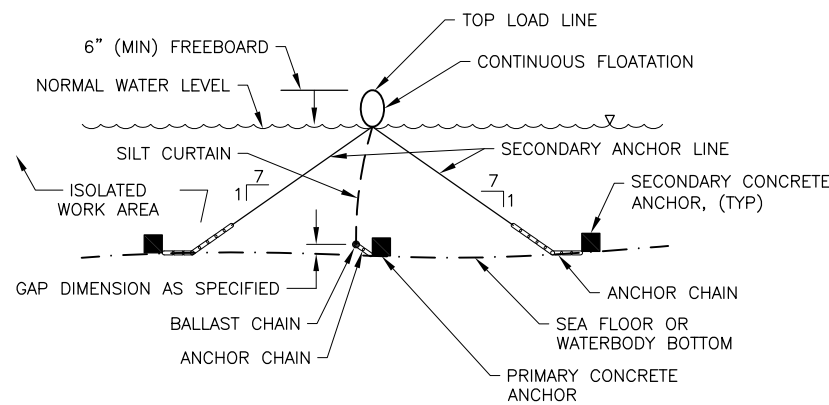 TOP LOAD LINE
6" (MIN) FREEBOARD
CONTINUOUS FLOATATION
NORMAL WATER LEVEL
SILT CURTAIN
SECONDARY ANCHOR LINE
7
1
7
1
ISOLATED
WORK AREA
SECONDARY CONCRETE
ANCHOR, (TYP)
GAP DIMENSION AS SPECIFIED
ANCHOR CHAIN
BALLAST CHAIN
SEA FLOOR OR
WATERBODY BOTTOM
ANCHOR CHAIN
PRIMARY CONCRETE
ANCHOR